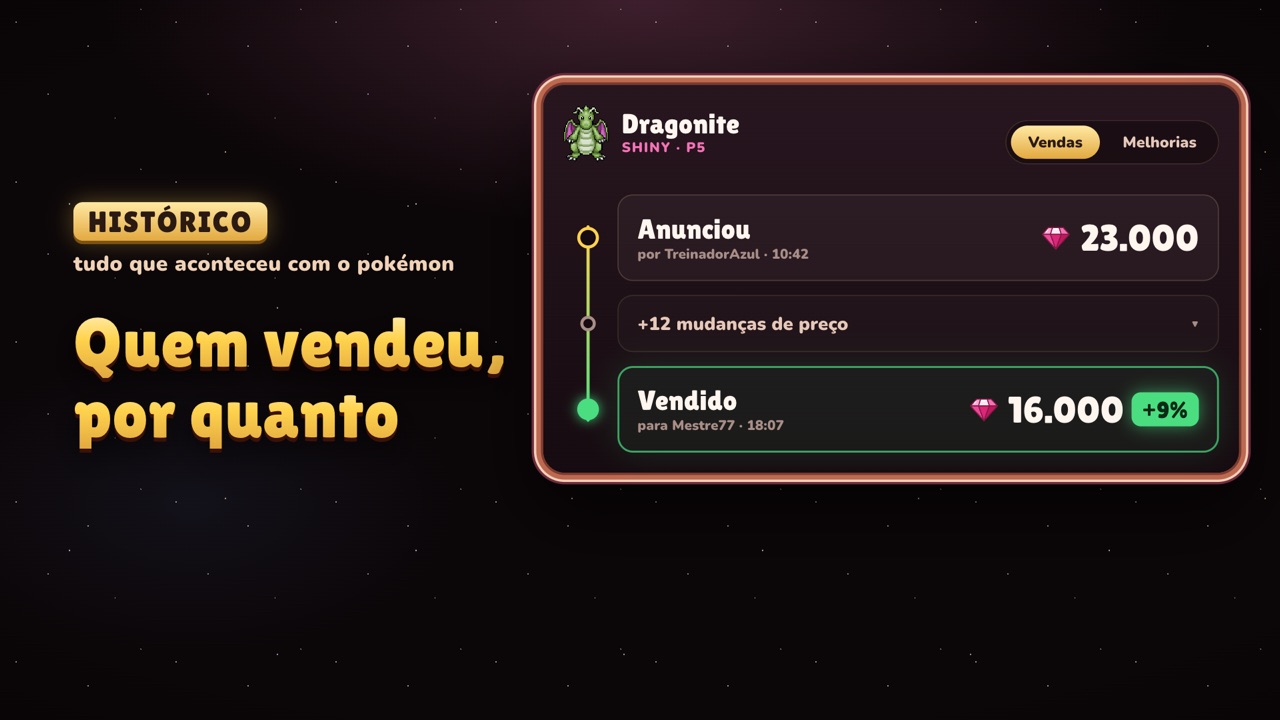 HISTÓRICO
tudo que aconteceu com o pokémon
Quem vendeu,
por quanto
Dragonite
SHINY · P5
Vendas
Melhorias
Anunciou
por TreinadorAzul · 10:42
23.000
+12 mudanças de preço
Vendido
para Mestre77 · 18:07
16.000
+9%